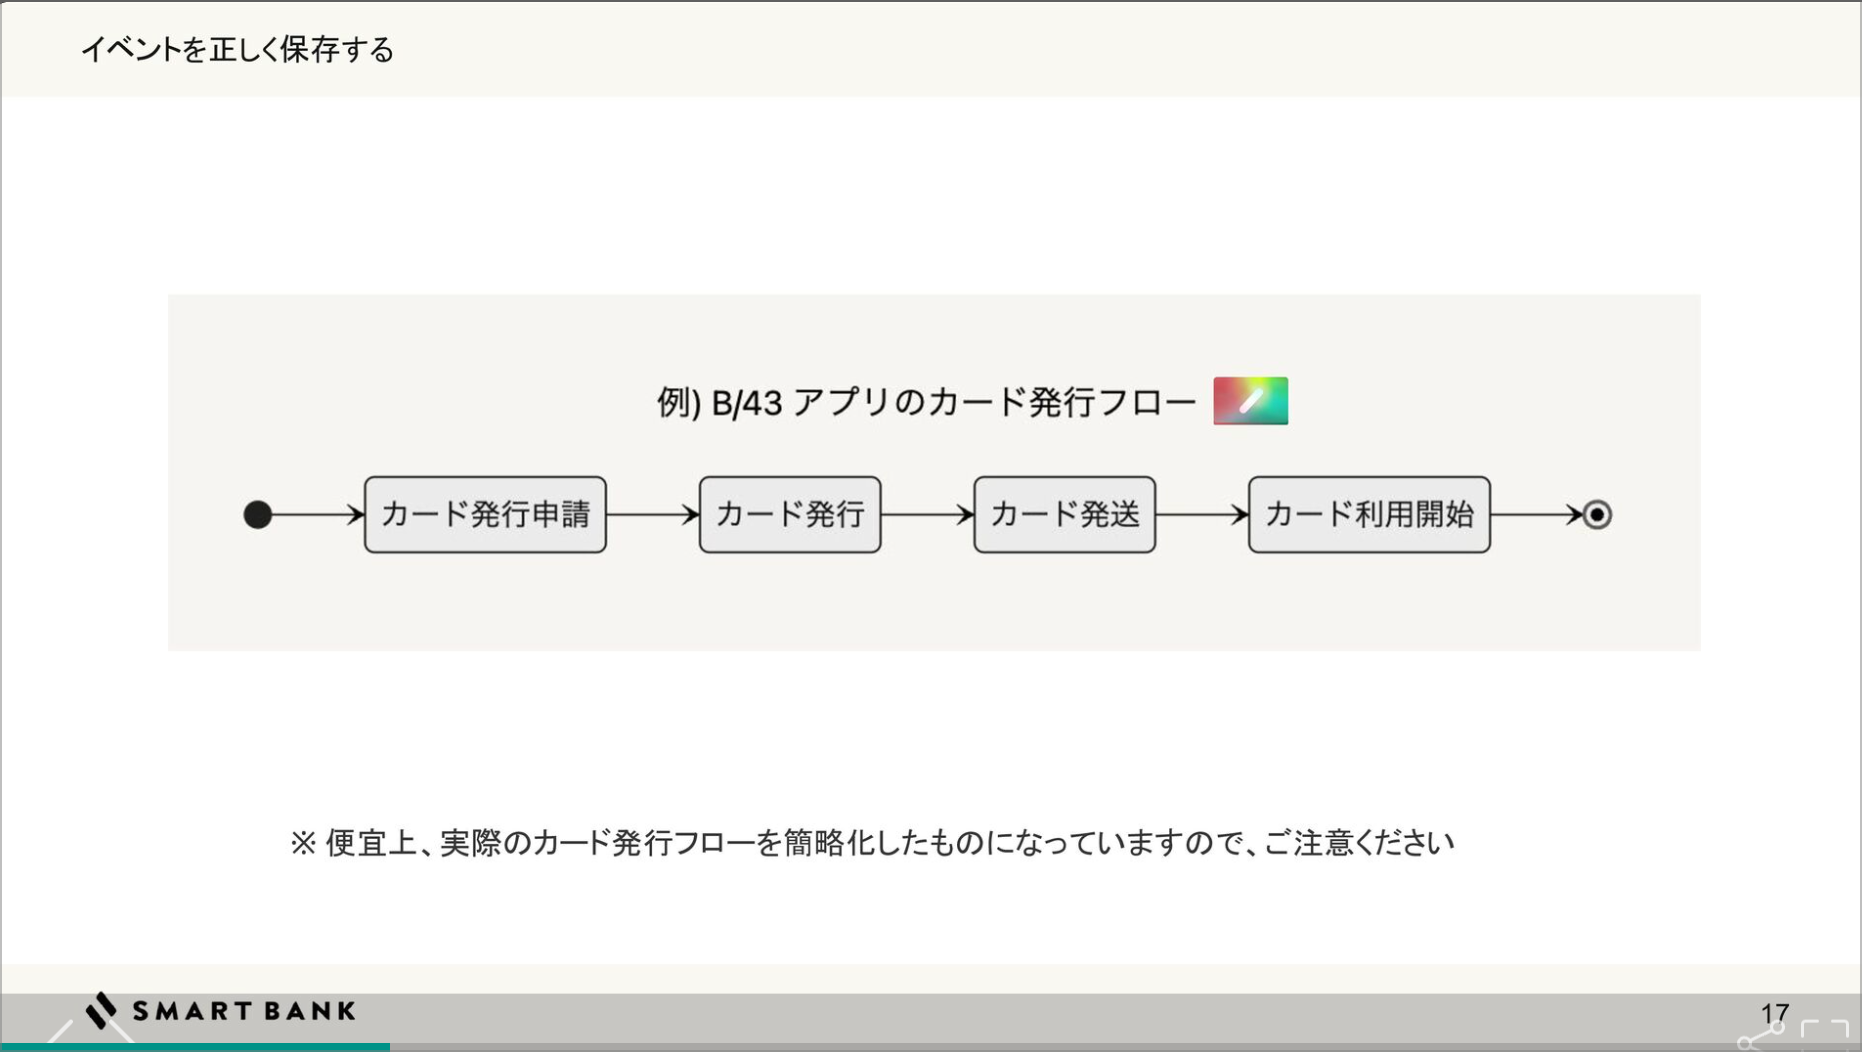 イベントを正しく保存する
例) B/43 アプリのカード発行フロー
カード発行申請
カード発行
カード発送
カード利用開始
※ 便宜上、実際のカード発行フローを簡略化したものになっていますので、ご注意ください
SMART BANK
17